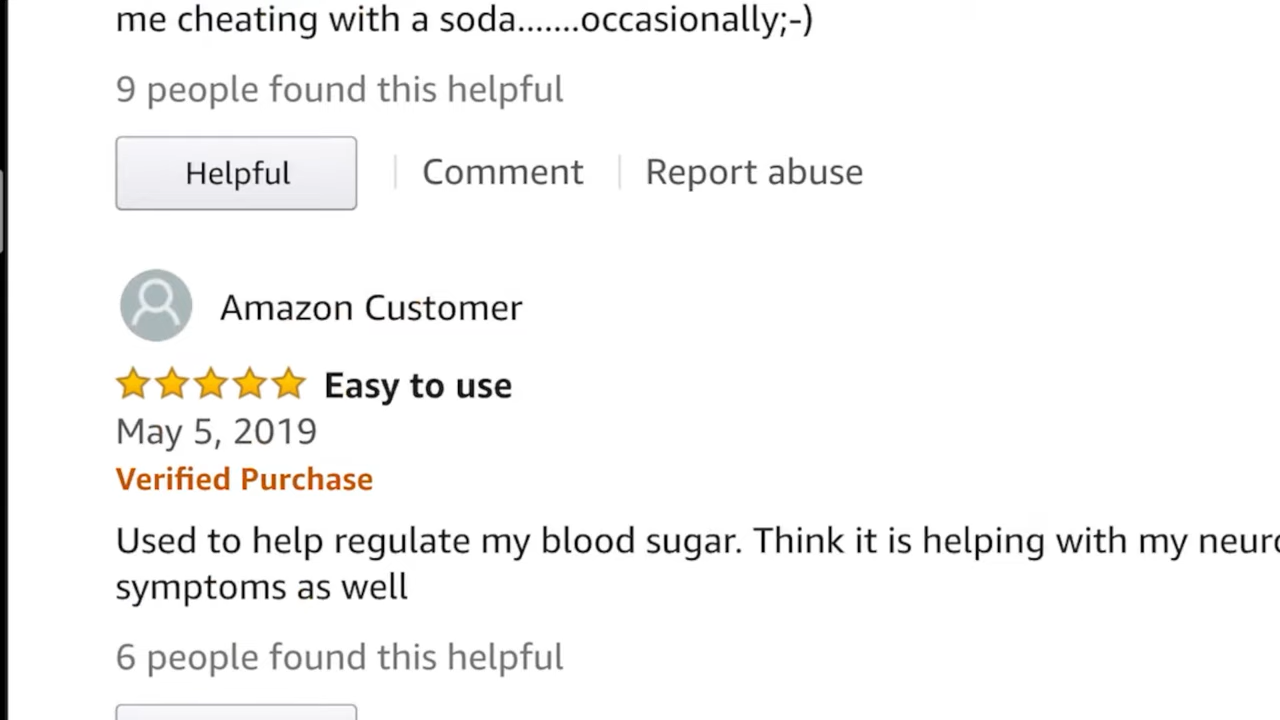 me cheating with a soda.......occasionally;-)
9 people found this helpful
Helpful
Comment
Report abuse
Amazon Customer
Easy to use
May 5, 2019
Verified Purchase
Used to help regulate my blood sugar. Think it is helping with my
symptoms as well
6 people found this helpful